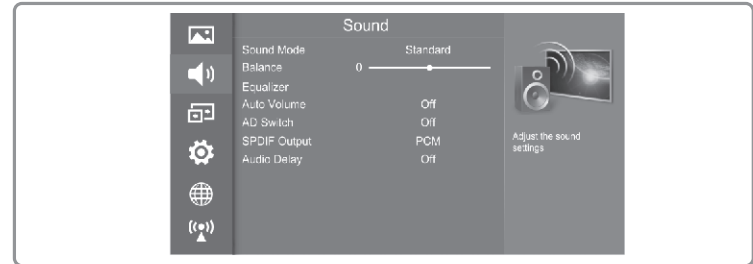 Sound
Sound Mode Standard
Balance 0
Equalizer
Auto Volume Off
AD Switch Off
SPDIF Output PCM
Audio Delay Off
Adjust the sound
settings